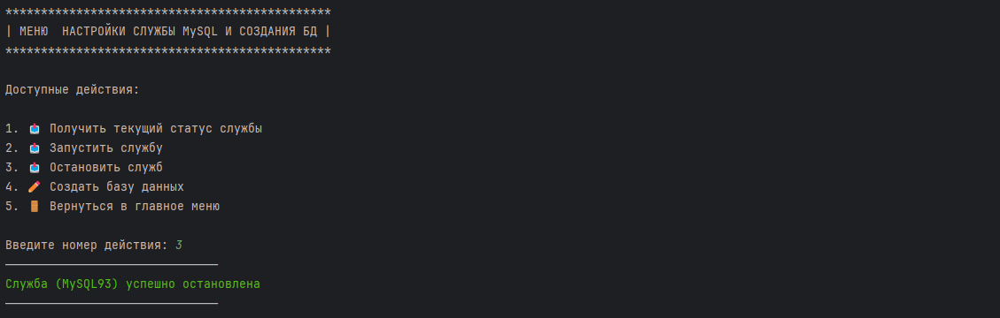 **********************************************
| МЕНЮ  НАСТРОЙКИ СЛУЖБЫ MySQL И СОЗДАНИЯ БД |
**********************************************
Доступные действия:
1. 📤 Получить текущий статус службы
2. 📤 Запустить службу
3. 📤 Остановить служб
4. ✏️ Создать базу данных
5. 🚪 Вернуться в главное меню
Введите номер действия: 3
——————————————————————————————
Служба (MySQL93) успешно остановлена
——————————————————————————————